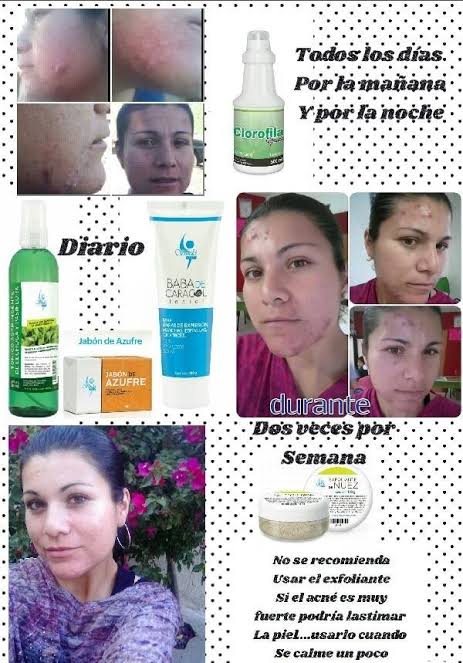 Todos los días.
Por la mañana
Y por la noche
Clorofila
Diario
BABA DE
CARACOL
Jabón de Azufre
JABÓN DE
AZUFRE
durante
Dos veces por
Semana
EXFOLIANTE
DE NUEZ
No se recomienda
Usar el exfoliante
Si el acné es muy
fuerte podría lastimar
La piel...usarlo cuando
Se calme un poco